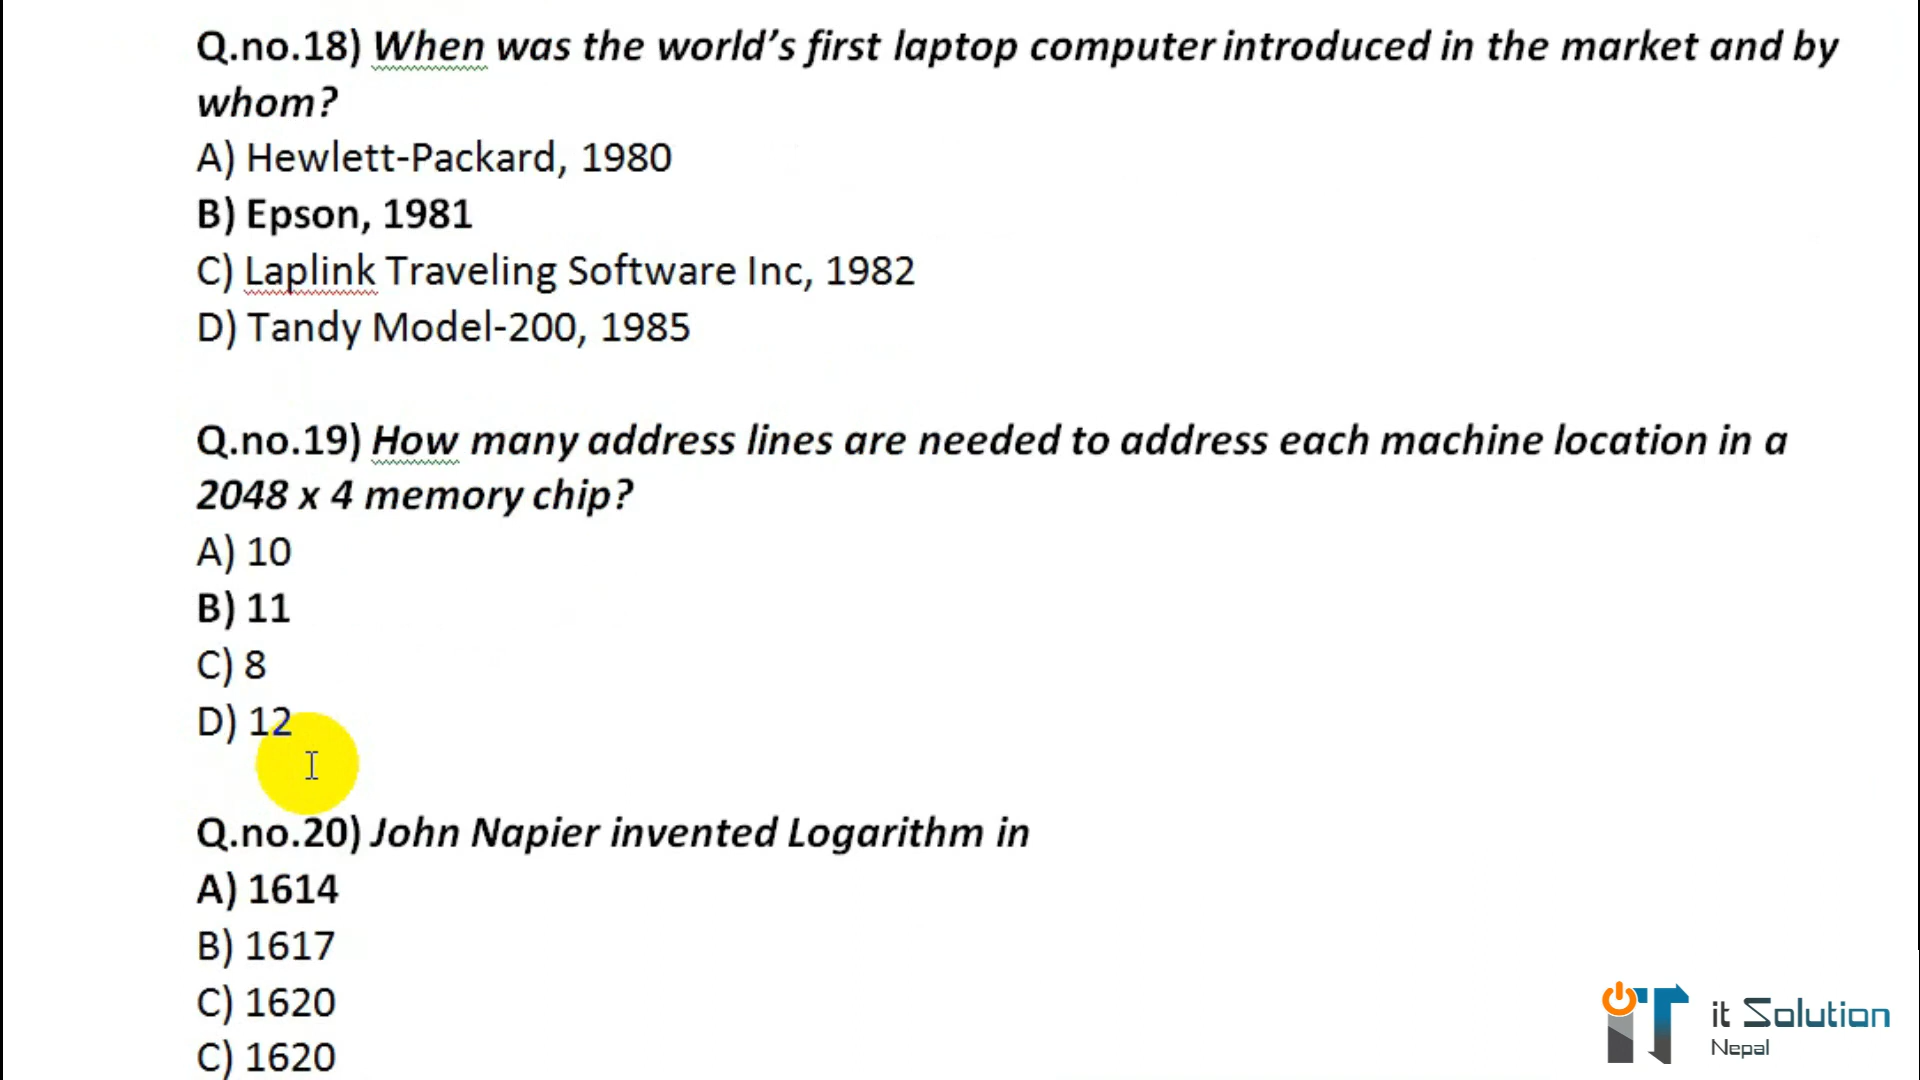 Q.no.18) When was the world's first laptop computer introduced in the market and by
whom?
A) Hewlett-Packard, 1980
B) Epson, 1981
C) Laplink Traveling Software Inc, 1982
D) Tandy Model-200, 1985
Q.no.19) How many address lines are needed to address each machine location in a
2048 x 4 memory chip?
A) 10
B) 11
C) 8
D) 12
Q.no.20) John Napier invented Logarithm in
A) 1614
B) 1617
C) 1620
C) 1620
iT it Solution
Nepal